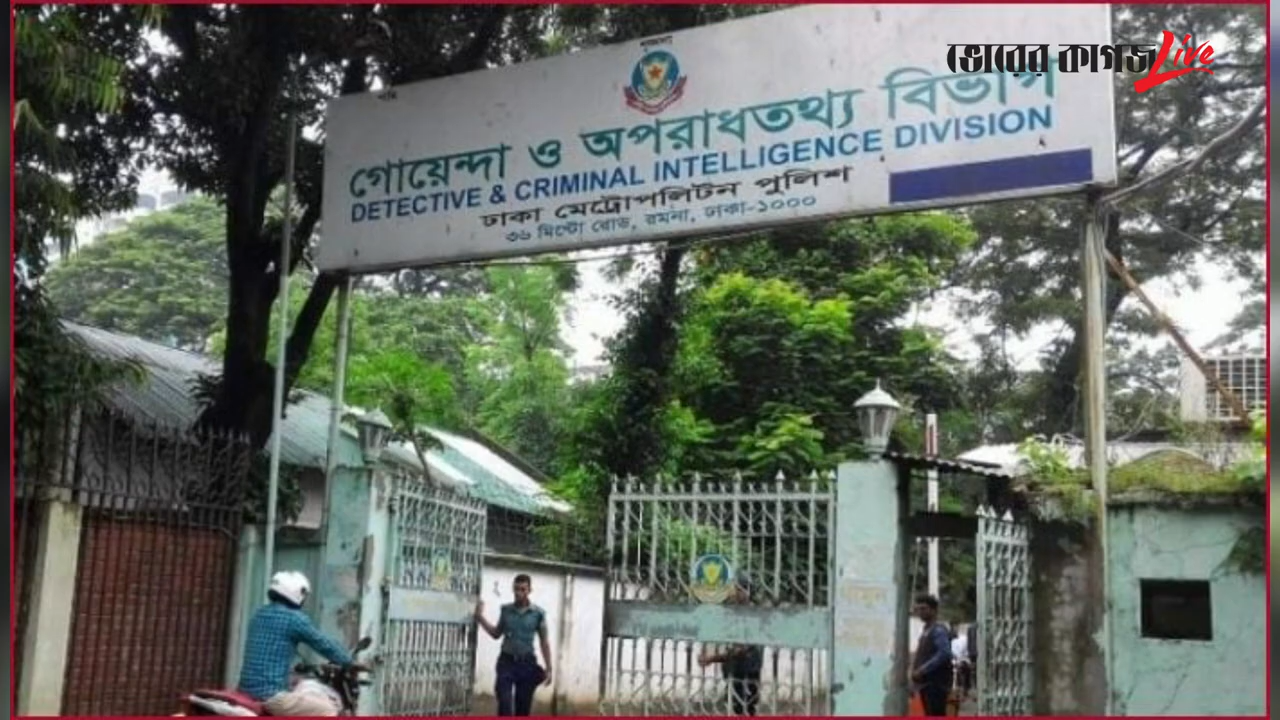 ভোরের কাগজ Live
গোয়েন্দা ও অপরাধতথ্য বিভাগ
DETECTIVE & CRIMINAL INTELLIGENCE DIVISION
ঢাকা মেট্রোপলিটন পুলিশ
৩৬ মিন্টো রোড, রমনা, ঢাকা-১০০০